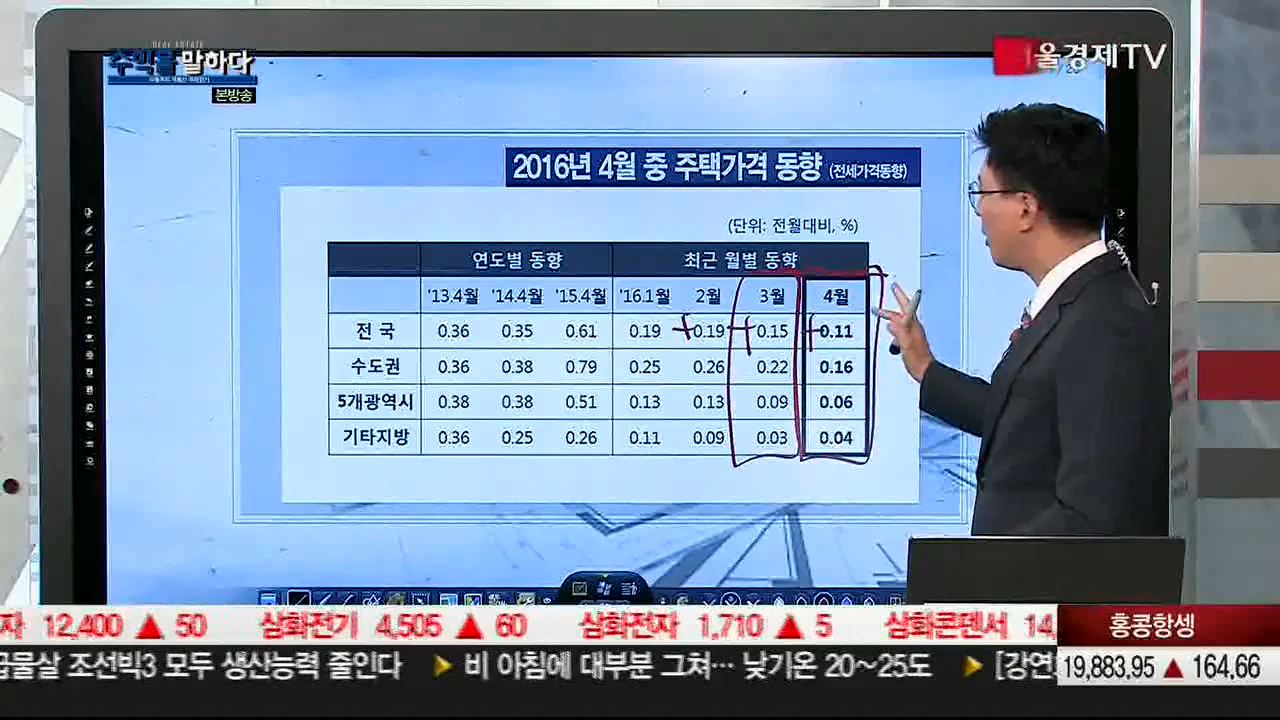 REAL ESTATE
수익을 말하다
본방송
울경제TV
2016년 4월 중 주택가격 동향 (전세가격동향)
(단위: 전월대비, %)
연도별 동향 최근 월별 동향
'13.4월 '14.4월 '15.4월 '16.1월 2월 3월 4월
전 국 0.36 0.35 0.61 0.19 0.19 0.15 0.11
수도권 0.36 0.38 0.79 0.25 0.26 0.22 0.16
5개광역시 0.38 0.38 0.51 0.13 0.13 0.09 0.06
기타지방 0.36 0.25 0.26 0.11 0.09 0.03 0.04
자 12,400 ▲ 50 삼화전기 4,505 ▲ 60 삼화전자 1,710 ▲ 5 삼화콘덴서 14,
홍콩항셍
급물살 조선빅3 모두 생산능력 줄인다 ▶ 비 아침에 대부분 그쳐… 낮기온 20~25도 ▶ [강연
19,883.95 ▲ 164.66